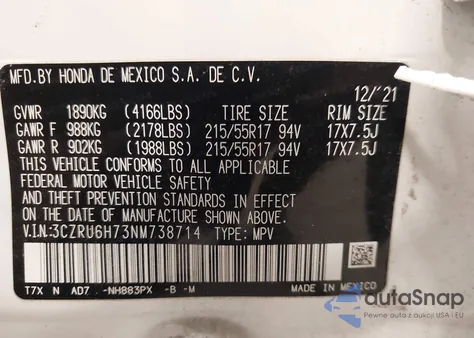 MFD.BY HONDA DE MEXICO S.A. DE C.V.
12/'21
GVWR 1890KG (4166LBS) TIRE SIZE RIM SIZE
GAWR F 988KG (2178LBS) 215/55R17 94V 17X7.5J
GAWR R 902KG (1988LBS) 215/55R17 94V 17X7.5J
THIS VEHICLE CONFORMS TO ALL APPLICABLE
FEDERAL MOTOR VEHICLE SAFETY
AND THEFT PREVENTION STANDARDS IN EFFECT
ON THE DATE OF MANUFACTURE SHOWN ABOVE.
V.I.N:3CZRU6H73NM738714 TYPE: MPV
T7X N AD7 -NH883PX -B -M MADE IN MEXICO
autaSnap
Pewne auta z aukcji USA i EU